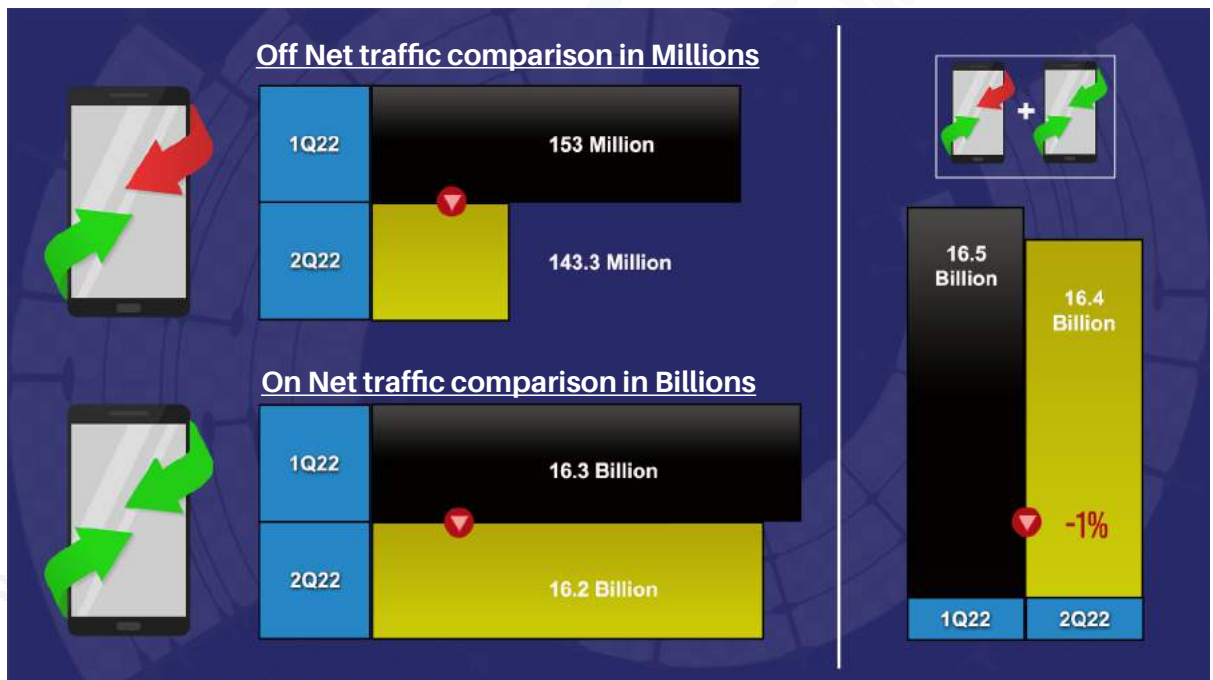 Off Net traffic comparison in Millions
1Q22
153 Million
2Q22
143.3 Million
On Net traffic comparison in Billions
1Q22
16.3 Billion
2Q22
16.2 Billion
+
16.5
Billion
16.4
Billion
-1%
1Q22
2Q22